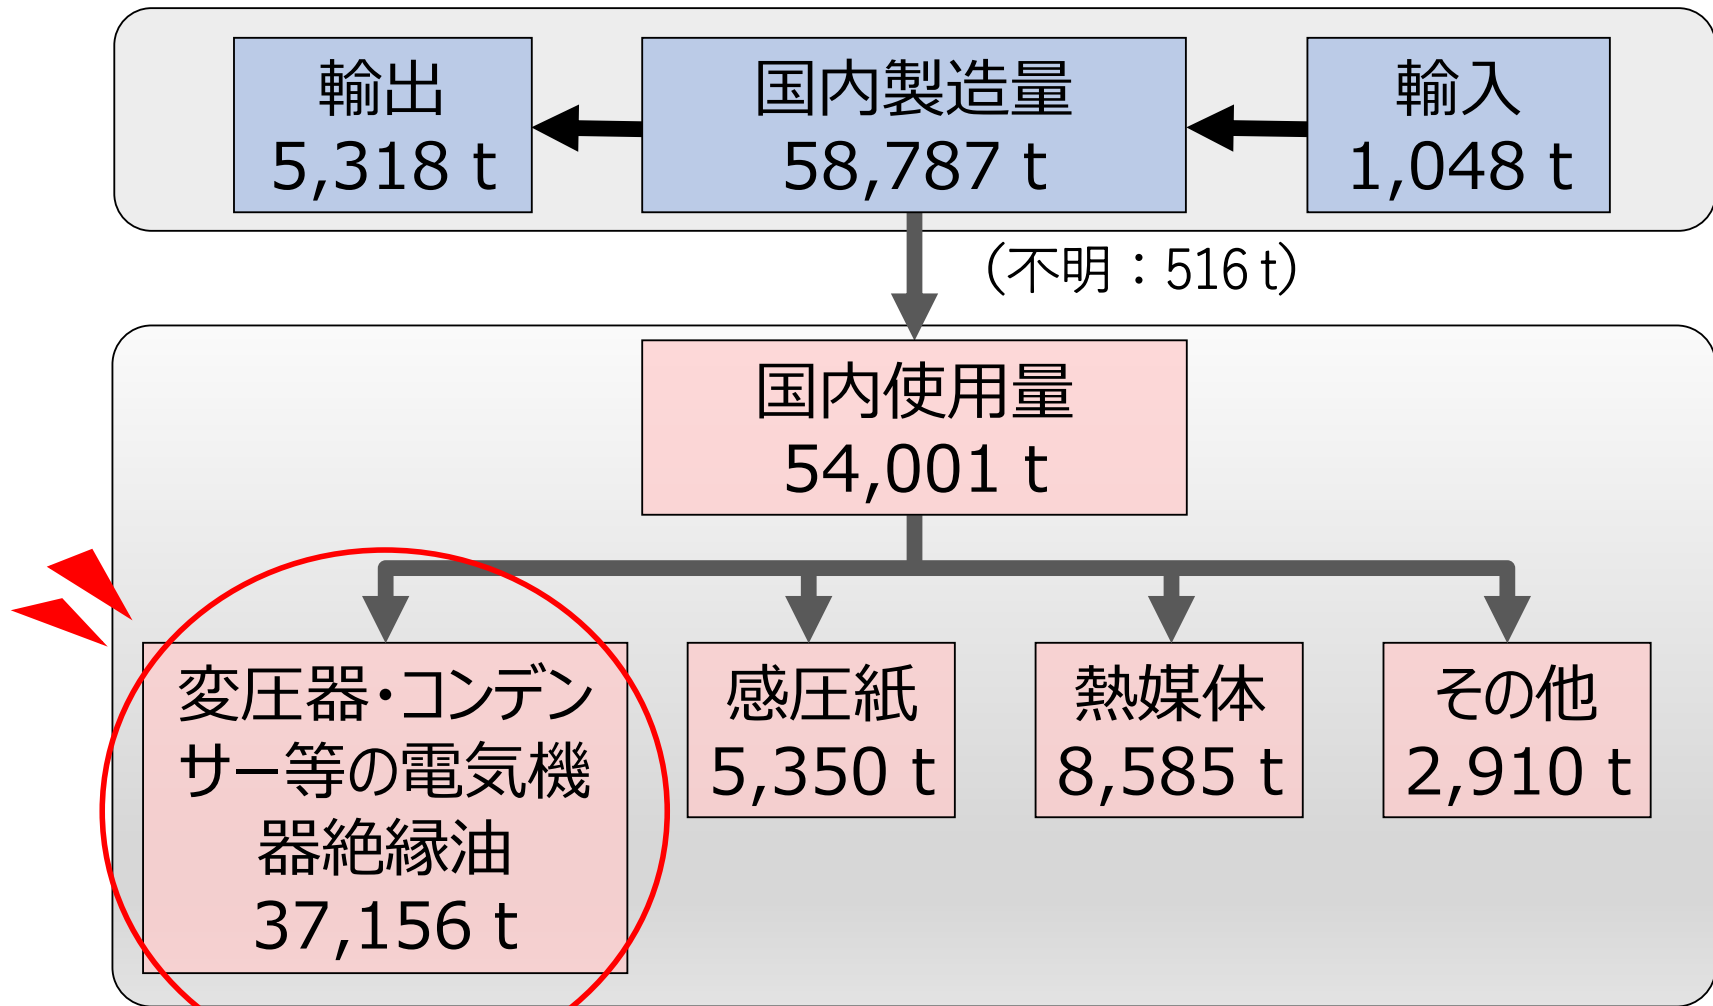 輸出
5,318 t
国内製造量
58,787 t
輸入
1,048 t
（不明：516 t）
国内使用量
54,001 t
変圧器・コンデン
サー等の電気機
器絶縁油
37,156 t
感圧紙
5,350 t
熱媒体
8,585 t
その他
2,910 t